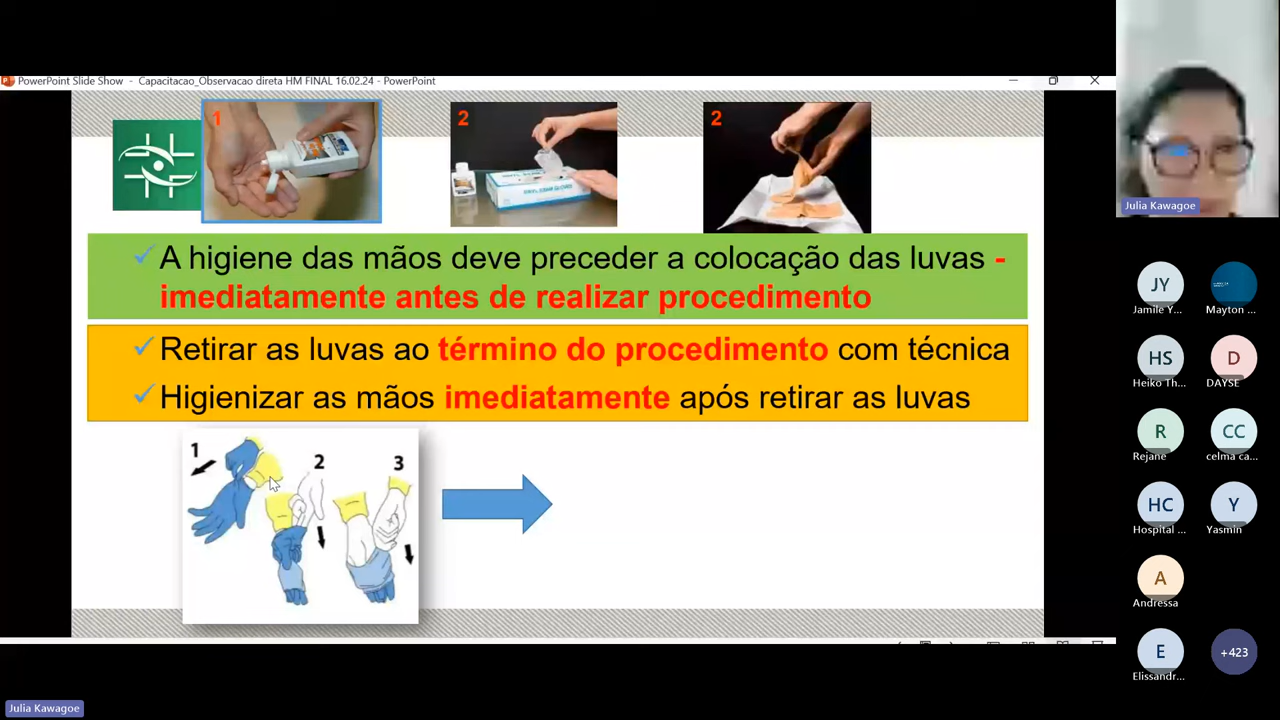 PowerPoint Slide Show - Capacitacao_Observacao direta HM FINAL 16.02.24 - PowerPoint
1
2
2
A higiene das mãos deve preceder a colocação das luvas -
imediatamente antes de realizar procedimento
Retirar as luvas ao término do procedimento com técnica
Higienizar as mãos imediatamente após retirar as luvas
1
2
3
Julia Kawagoe
JY
Jamile Y...
Mayton ...
HS
Heiko Th...
D
DAYSE
R
Rejane
CC
celma ca...
HC
Hospital ...
Y
Yasmin
A
Andressa
E
Elissandr...
+423
Julia Kawagoe